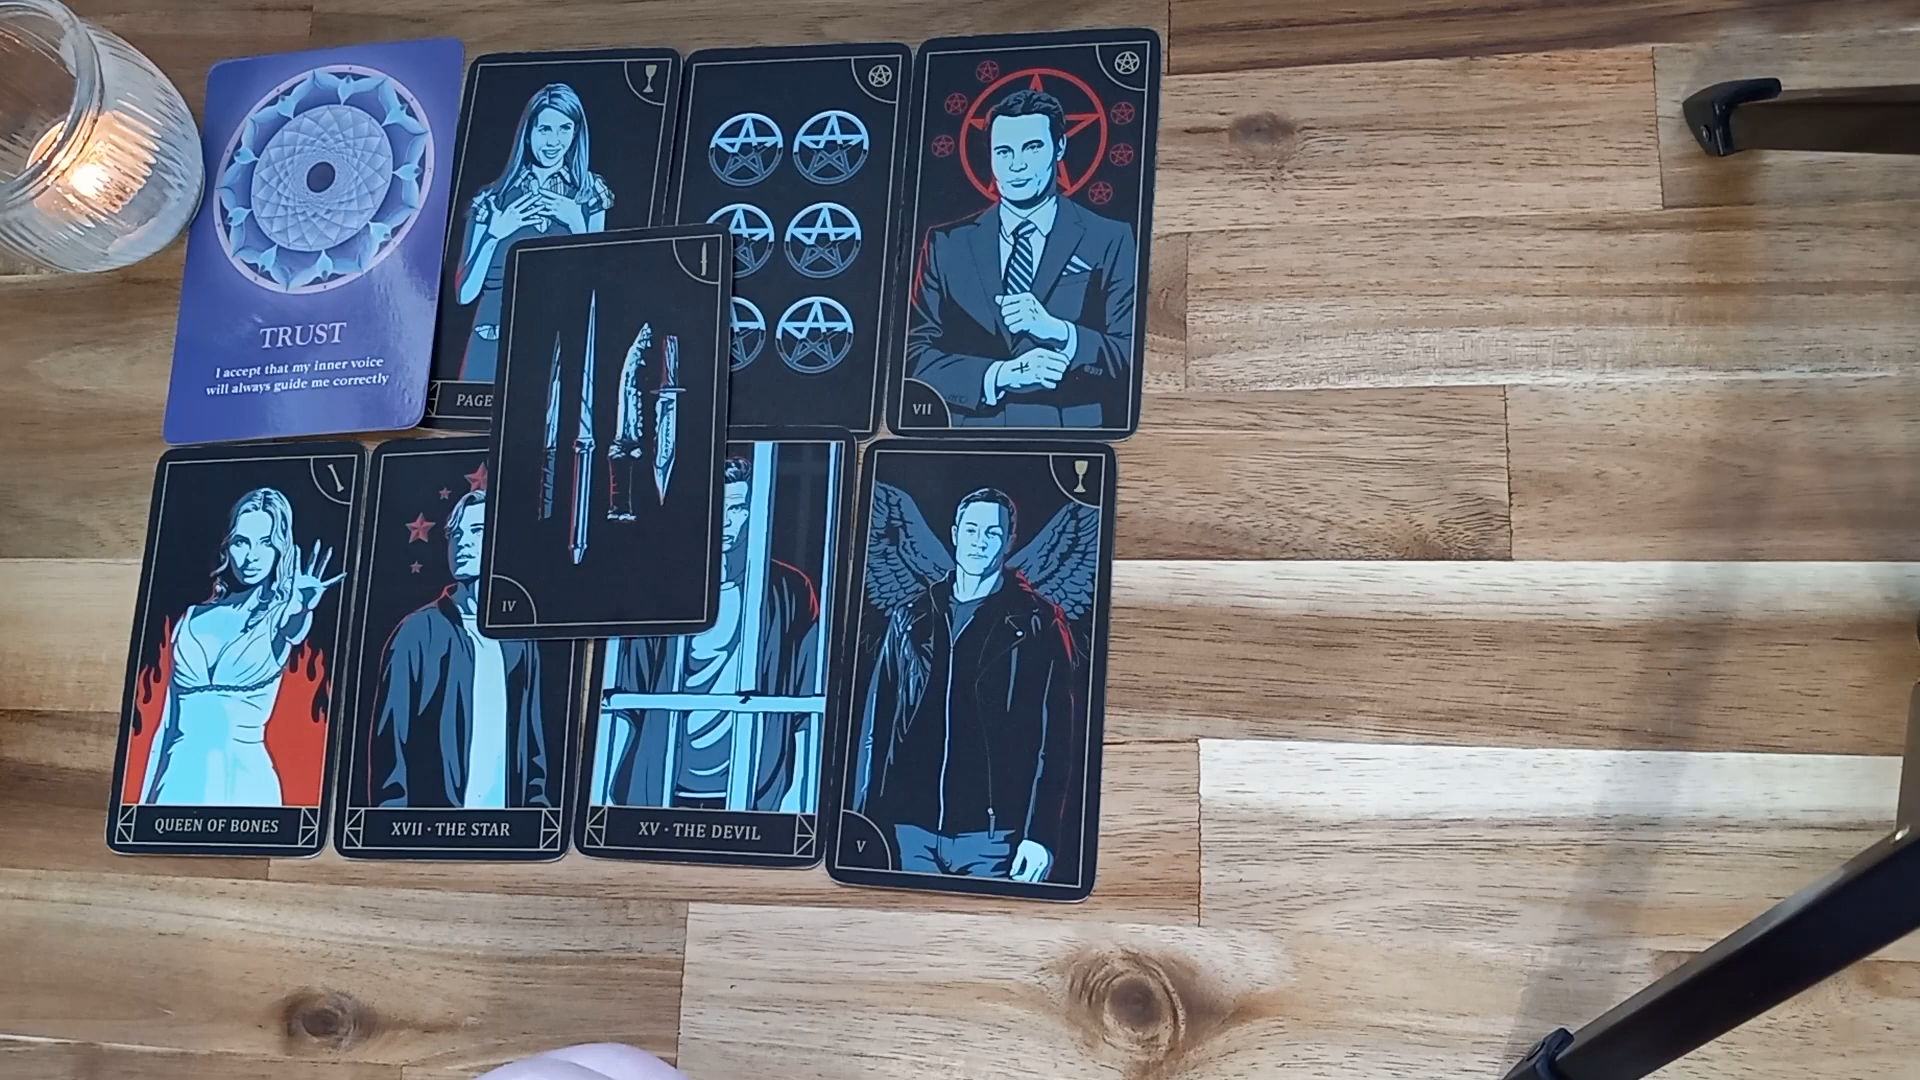 TRUST
I accept that my inner voice
will always guide me correctly
PAGE
VII
IV
QUEEN OF BONES
XVII · THE STAR
XV · THE DEVIL
V